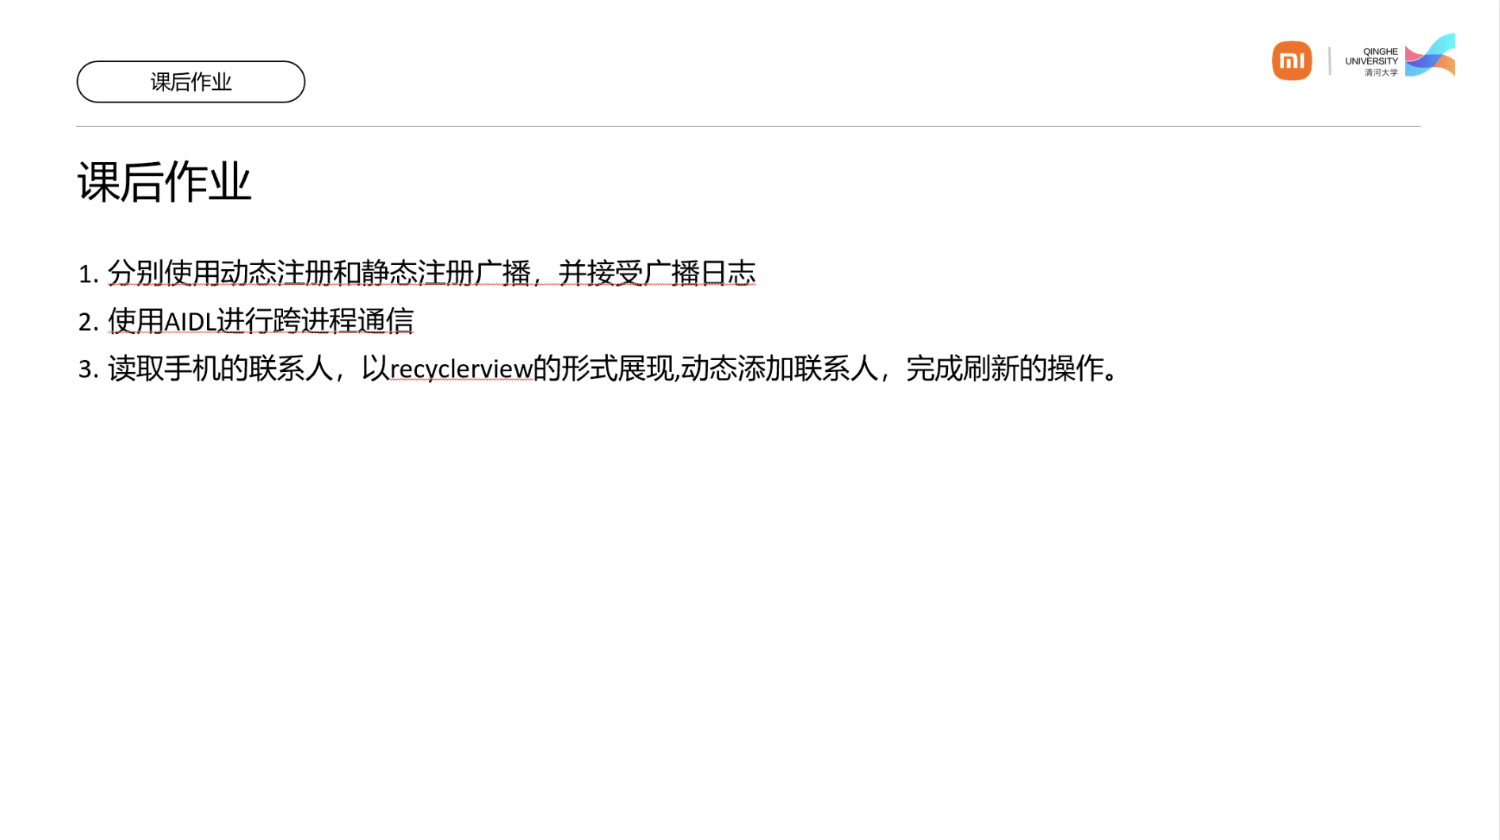 课后作业
mi
QINGHE
UNIVERSITY
清河大学
课后作业
1. 分别使用动态注册和静态注册广播，并接受广播日志
2. 使用AIDL进行跨进程通信
3. 读取手机的联系人，以recyclerview的形式展现,动态添加联系人，完成刷新的操作。